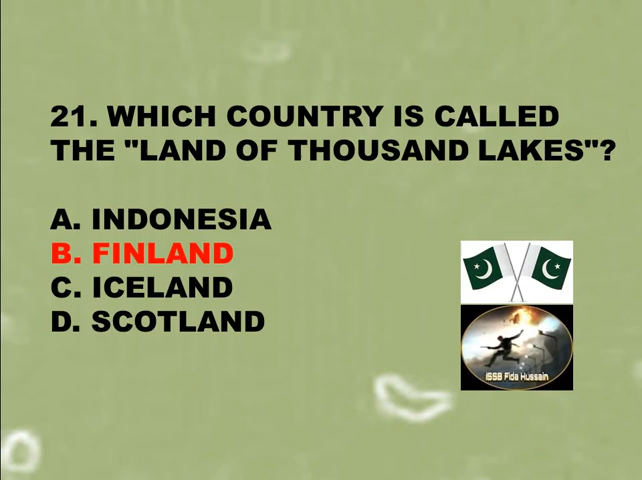 21. WHICH COUNTRY IS CALLED
THE "LAND OF THOUSAND LAKES"?
A. INDONESIA
B. FINLAND
C. ICELAND
D. SCOTLAND
ISSB Fida Hussain